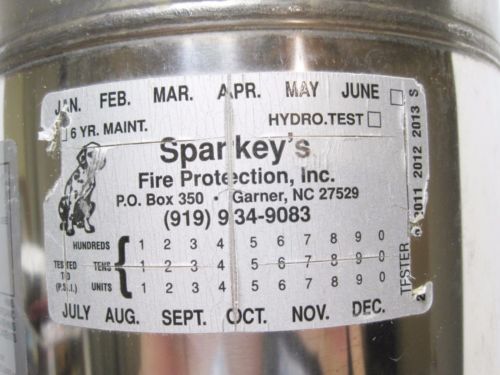 JAN. FEB. MAR. APR. MAY JUNE
6 YR. MAINT. HYDRO.TEST
Sparkey's
Fire Protection, Inc.
P.O. Box 350 • Garner, NC 27529
(919) 934-9083
HUNDREDS 1 2 3 4 5 6 7 8 9 0
TESTED TO (P.S.I.) TENS 1 2 3 4 5 6 7 8 9 0
UNITS 1 2 3 4 5 6 7 8 9 0
JULY AUG. SEPT. OCT. NOV. DEC.
TESTER 2011 2012 2013 S